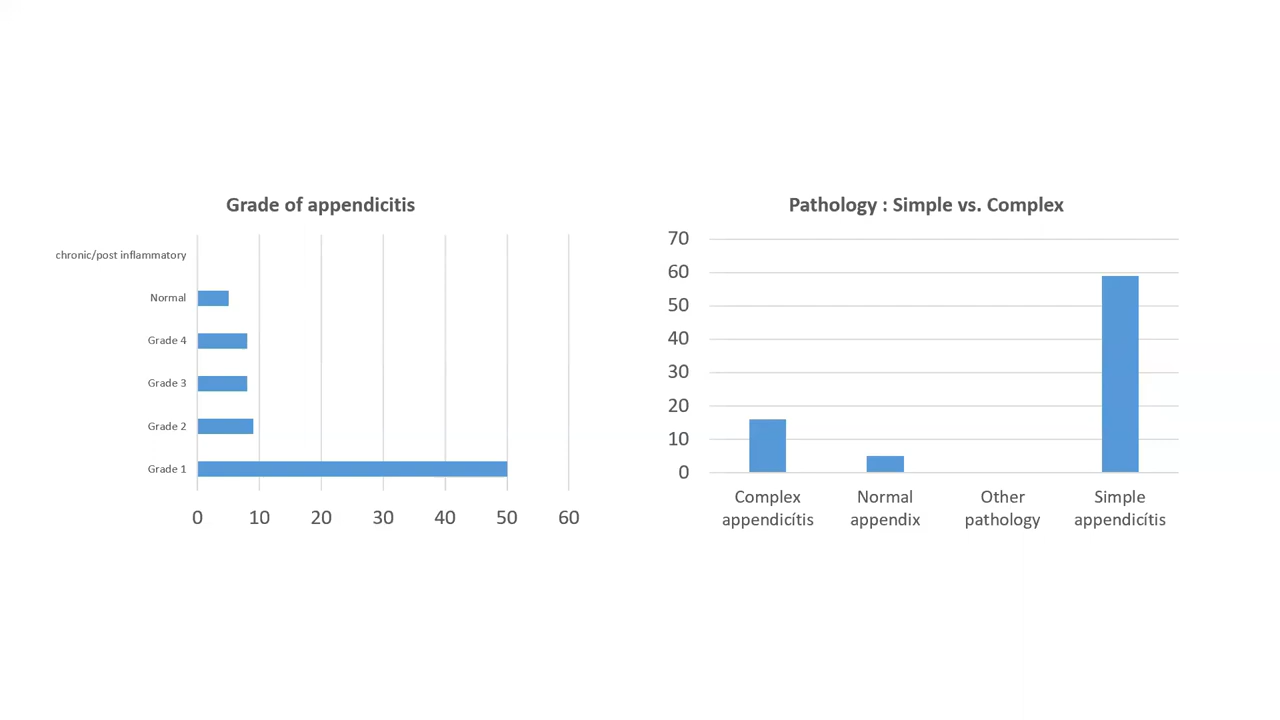 Grade of appendicitis
chronic/post inflammatory
Normal
Grade 4
Grade 3
Grade 2
Grade 1
0 10 20 30 40 50 60
Pathology : Simple vs. Complex
70
60
50
40
30
20
10
0
Complex appendicítis
Normal appendix
Other pathology
Simple appendicítis